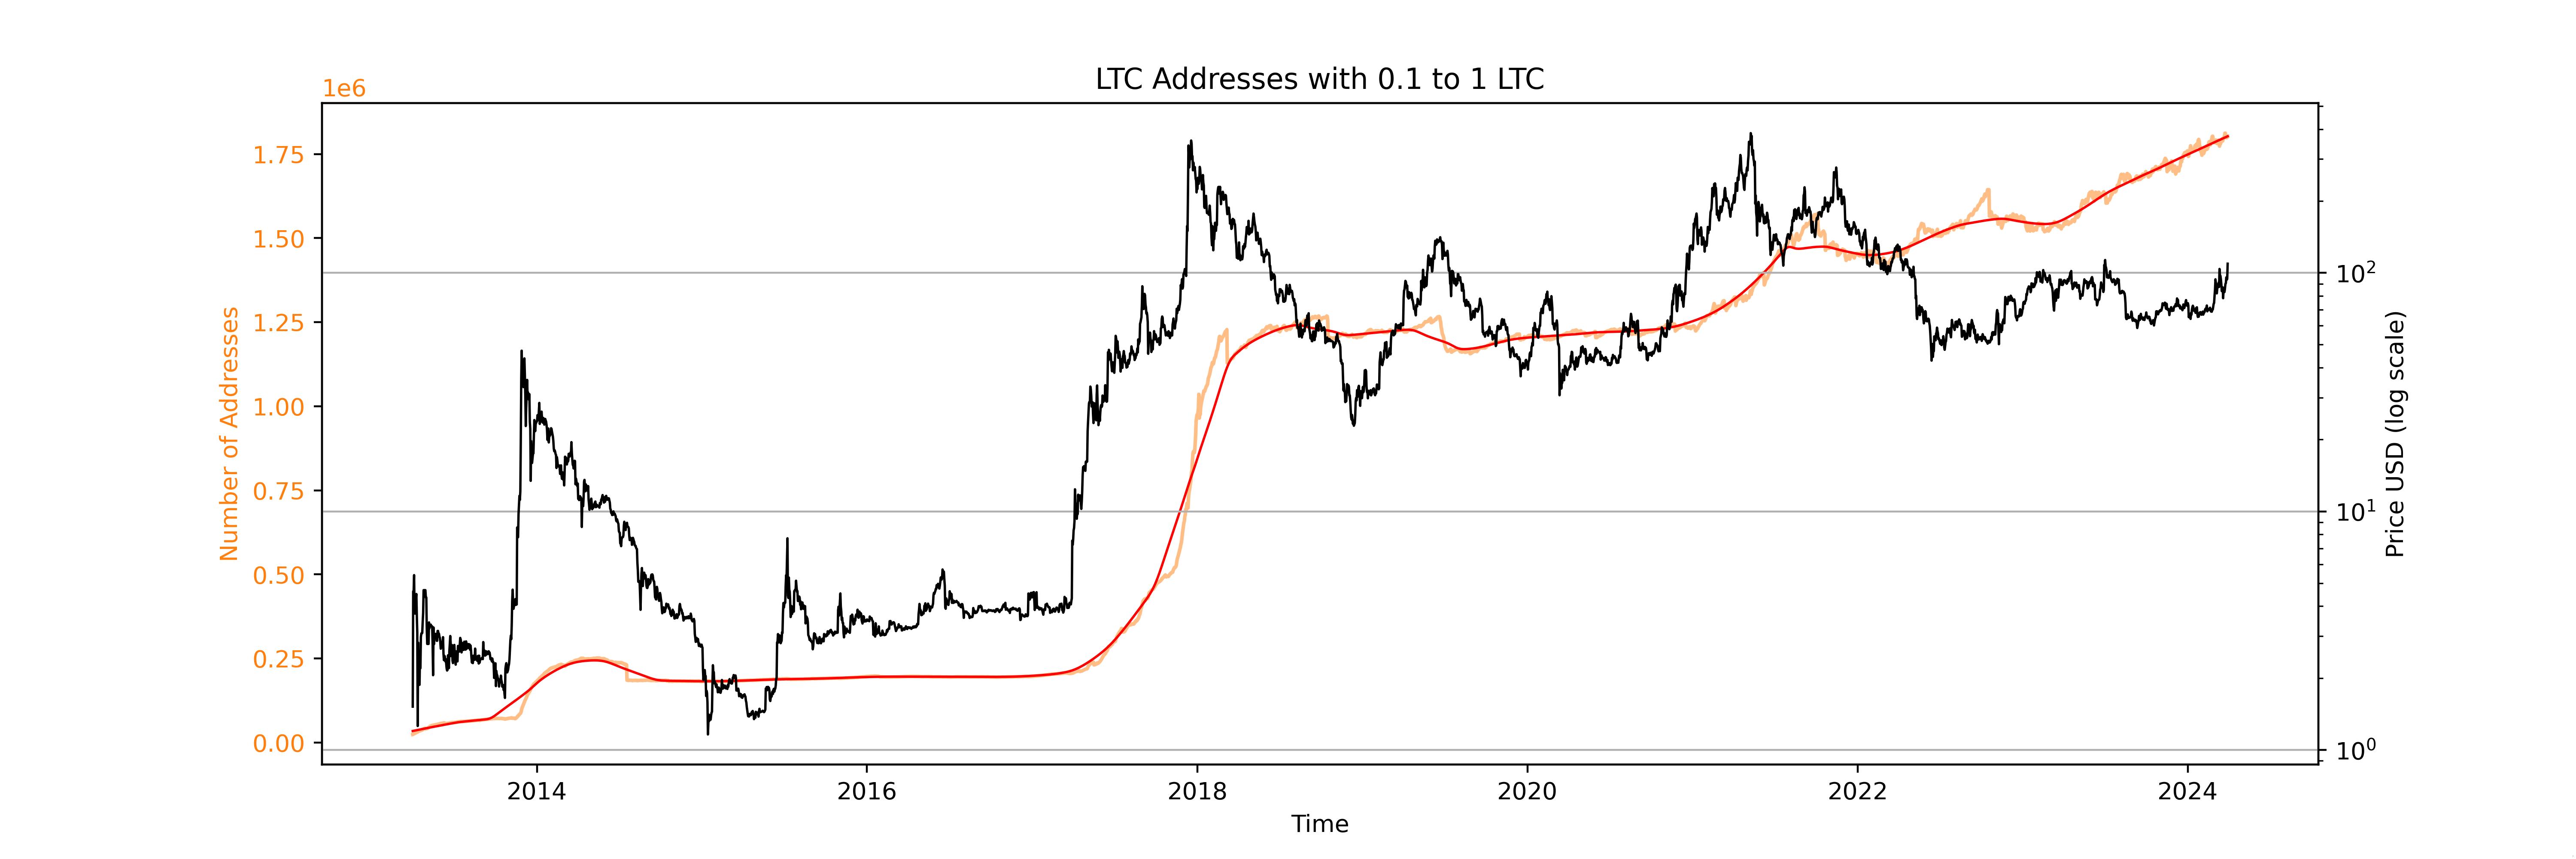 LTC Addresses with 0.1 to 1 LTC
1e6
1.75
1.50
1.25
1.00
0.75
0.50
0.25
0.00
Number of Addresses
10²
10¹
10⁰
Price USD (log scale)
2014 2016 2018 2020 2022 2024
Time